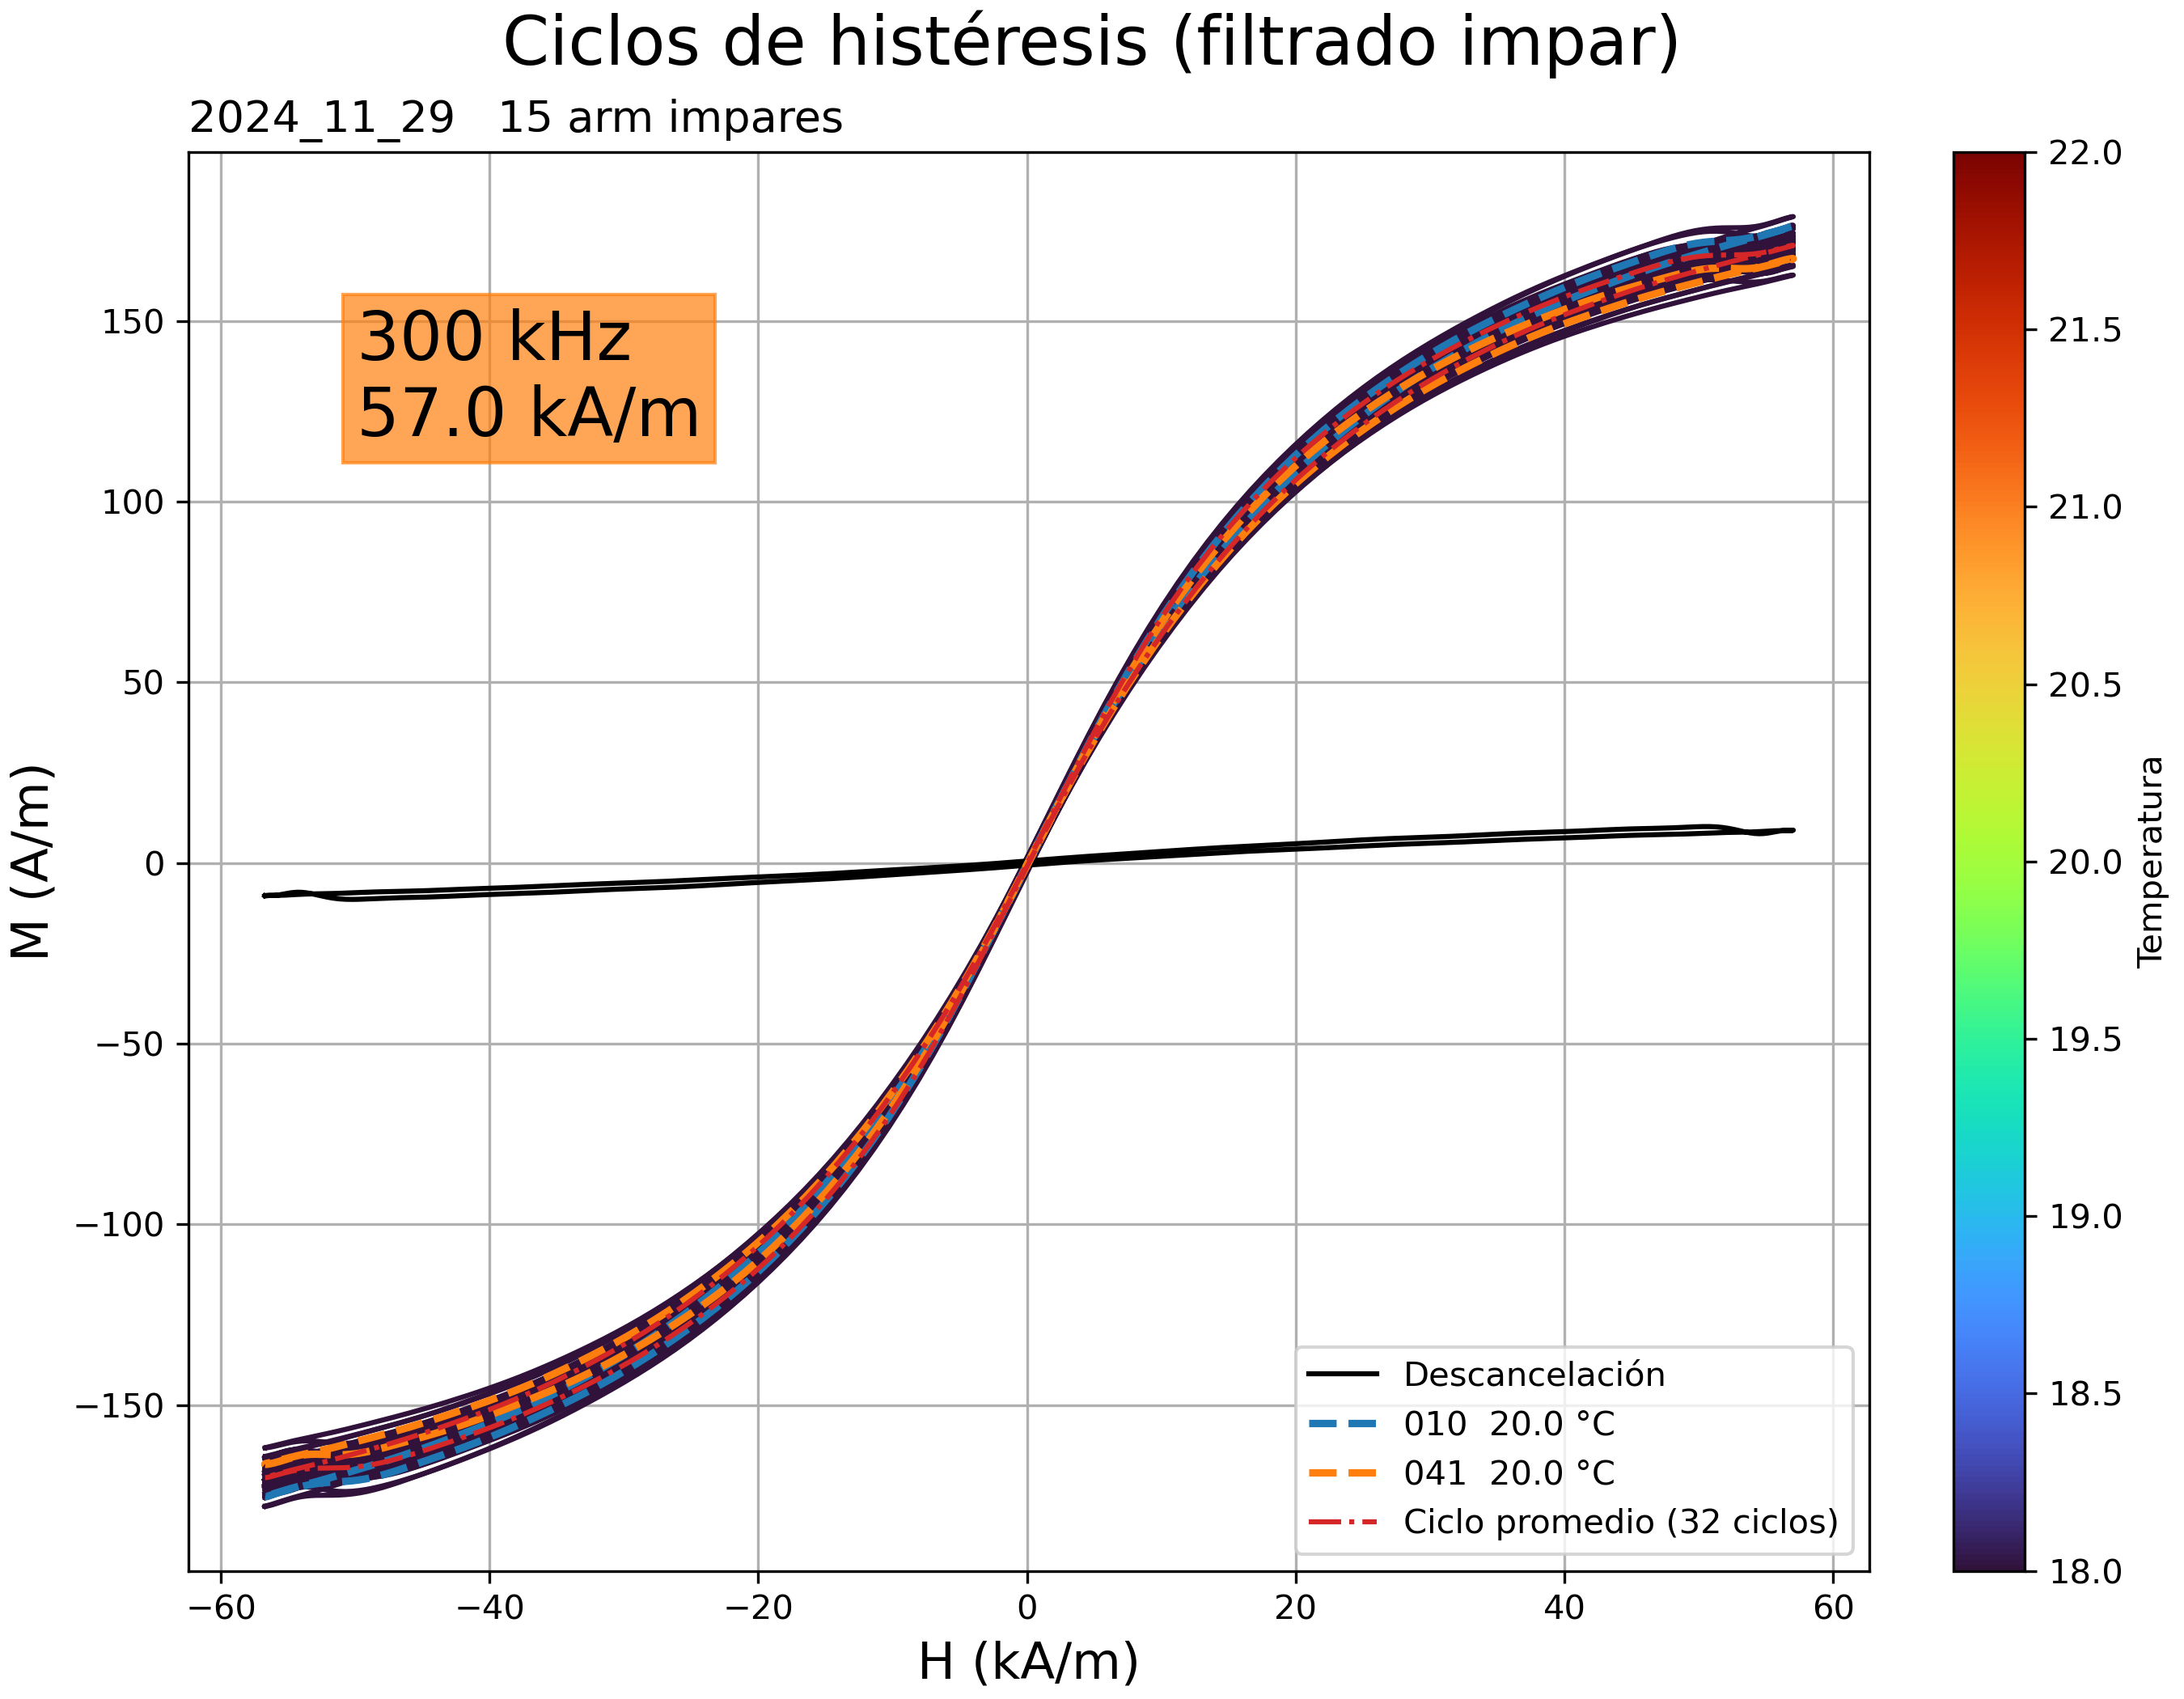 Ciclos de histéresis (filtrado impar)
2024_11_29   15 arm impares
300 kHz
57.0 kA/m
M (A/m)
150
100
50
0
−50
−100
−150
−60
−40
−20
0
20
40
60
H (kA/m)
Descancelación
010  20.0 °C
041  20.0 °C
Ciclo promedio (32 ciclos)
22.0
21.5
21.0
20.5
20.0
19.5
19.0
18.5
18.0
Temperatura